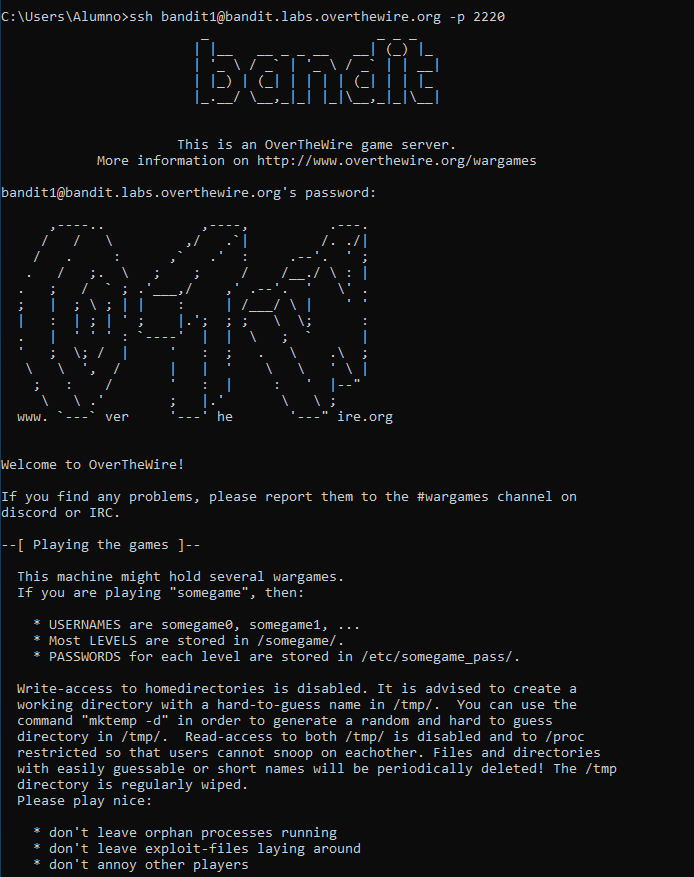 C:\Users\Alumno>ssh bandit1@bandit.labs.overthewire.org -p 2220
bandit
This is an OverTheWire game server.
More information on http://www.overthewire.org/wargames
bandit1@bandit.labs.overthewire.org's password:
www. ver he ire.org
Welcome to OverTheWire!
If you find any problems, please report them to the #wargames channel on
discord or IRC.
--[ Playing the games ]--
This machine might hold several wargames.
If you are playing "somegame", then:
* USERNAMES are somegame0, somegame1, ...
* Most LEVELS are stored in /somegame/.
* PASSWORDS for each level are stored in /etc/somegame_pass/.
Write-access to homedirectories is disabled. It is advised to create a
working directory with a hard-to-guess name in /tmp/.  You can use the
command "mktemp -d" in order to generate a random and hard to guess
directory in /tmp/.  Read-access to both /tmp/ is disabled and to /proc
restricted so that users cannot snoop on eachother. Files and directories
with easily guessable or short names will be periodically deleted! The /tmp
directory is regularly wiped.
Please play nice:
* don't leave orphan processes running
* don't leave exploit-files laying around
* don't annoy other players